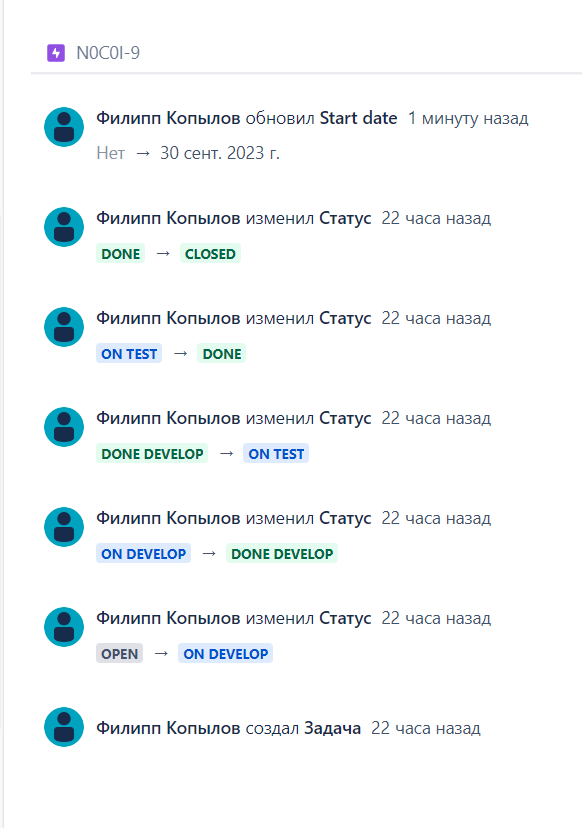 N0C0I-9
Филипп Копылов обновил Start date 1 минуту назад
Нет → 30 сент. 2023 г.
Филипп Копылов изменил Статус 22 часа назад
DONE → CLOSED
Филипп Копылов изменил Статус 22 часа назад
ON TEST → DONE
Филипп Копылов изменил Статус 22 часа назад
DONE DEVELOP → ON TEST
Филипп Копылов изменил Статус 22 часа назад
ON DEVELOP → DONE DEVELOP
Филипп Копылов изменил Статус 22 часа назад
OPEN → ON DEVELOP
Филипп Копылов создал Задача 22 часа назад